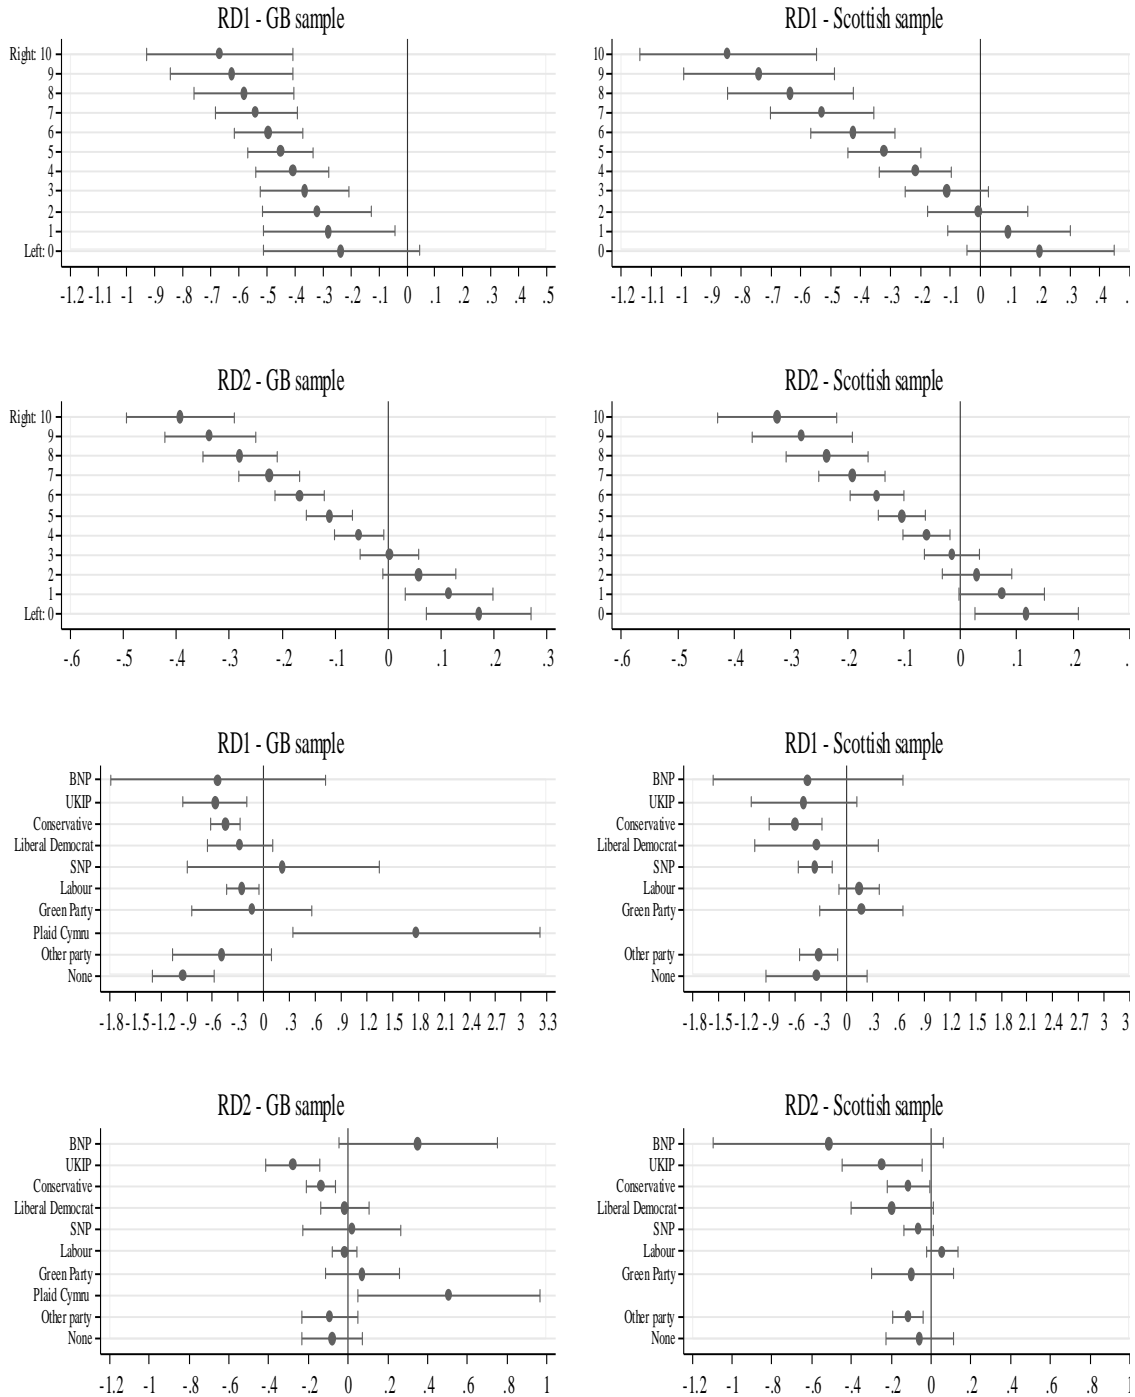 RD1 - GB sample
Right: 10
9
8
7
6
5
4
3
2
1
Left: 0
-1.2 -1.1 -1 -.9 -.8 -.7 -.6 -.5 -.4 -.3 -.2 -.1 0 .1 .2 .3 .4 .5
RD1 - Scottish sample
10
9
8
7
6
5
4
3
2
1
0
-1.2 -1.1 -1 -.9 -.8 -.7 -.6 -.5 -.4 -.3 -.2 -.1 0 .1 .2 .3 .4 .
RD2 - GB sample
Right: 10
9
8
7
6
5
4
3
2
1
Left: 0
-.6 -.5 -.4 -.3 -.2 -.1 0 .1 .2 .3
RD2 - Scottish sample
10
9
8
7
6
5
4
3
2
1
0
-.6 -.5 -.4 -.3 -.2 -.1 0 .1 .2 .
RD1 - GB sample
BNP
UKIP
Conservative
Liberal Democrat
SNP
Labour
Green Party
Plaid Cymru
Other party
None
-1.8 -1.5 -1.2 -.9 -.6 -.3 0 .3 .6 .9 1.2 1.5 1.8 2.1 2.4 2.7 3 3.3
RD1 - Scottish sample
BNP
UKIP
Conservative
Liberal Democrat
SNP
Labour
Green Party
Other party
None
-1.8 -1.5 -1.2 -.9 -.6 -.3 0 .3 .6 .9 1.2 1.5 1.8 2.1 2.4 2.7 3 3.
RD2 - GB sample
BNP
UKIP
Conservative
Liberal Democrat
SNP
Labour
Green Party
Plaid Cymru
Other party
None
-1.2 -1 -.8 -.6 -.4 -.2 0 .2 .4 .6 .8 1
RD2 - Scottish sample
BNP
UKIP
Conservative
Liberal Democrat
SNP
Labour
Green Party
Other party
None
-1.2 -1 -.8 -.6 -.4 -.2 0 .2 .4 .6 .8 1